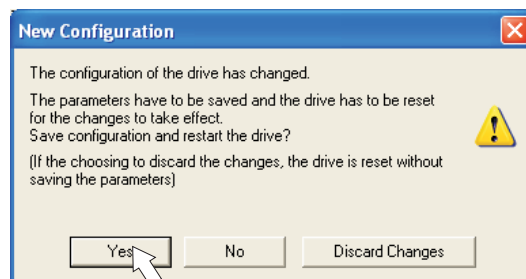 New Configuration
The configuration of the drive has changed.
The parameters have to be saved and the drive has to be reset
for the changes to take effect.
Save configuration and restart the drive?
(If the choosing to discard the changes, the drive is reset without
saving the parameters)
Yes No Discard Changes